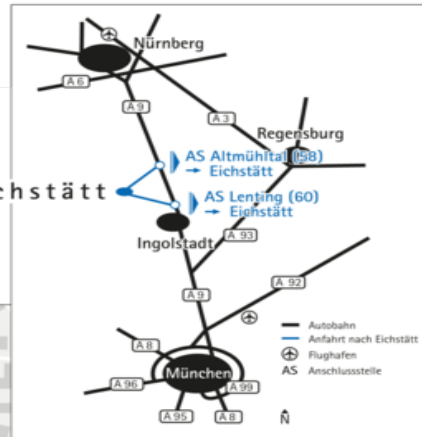 Nürnberg
A 6
A 9
A 3
Regensburg
AS Altmühltal (58)
→ Eichstätt
chstätt
AS Lenting (60)
→ Eichstätt
Ingolstadt
A 93
A 92
A 9
Autobahn
Anfahrt nach Eichstätt
Flughafen
AS Anschlussstelle
A 8
München
A 96
A 99
A 95
A 8
N